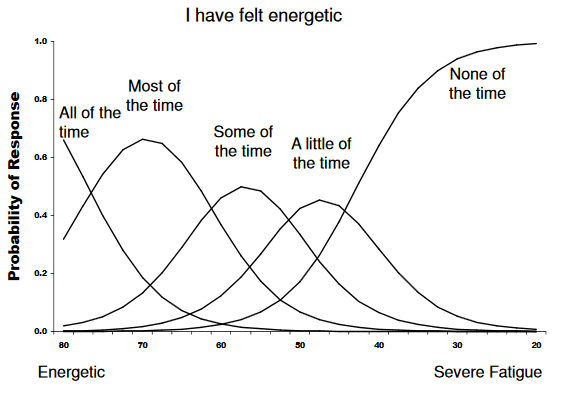 I have felt energetic
Probability of Response
1.0
0.8
0.6
0.4
0.2
0.0
All of the
time
Most of
the time
Some of
the time
A little of
the time
None of
the time
80 70 60 50 40 30 20
Energetic Severe Fatigue